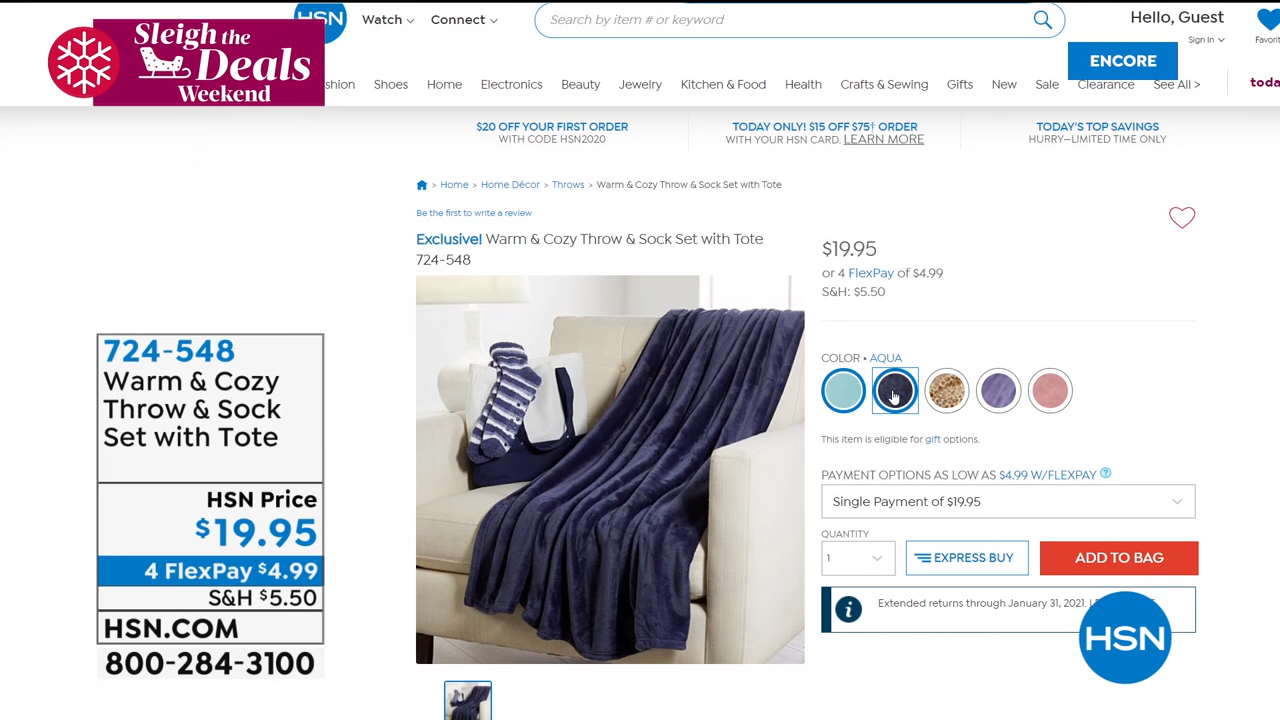 HSN
Watch
Connect
Search by item # or keyword
Hello, Guest
Sign In
Sleigh the
Deals
Weekend
ENCORE
Shoes
Home
Electronics
Beauty
Jewelry
Kitchen & Food
Health
Crafts & Sewing
Gifts
New
Sale
Clearance
See All >
$20 OFF YOUR FIRST ORDER
WITH CODE HSN2020
TODAY ONLY! $15 OFF $75† ORDER
WITH YOUR HSN CARD. LEARN MORE
TODAY'S TOP SAVINGS
HURRY—LIMITED TIME ONLY
> Home > Home Décor > Throws > Warm & Cozy Throw & Sock Set with Tote
Be the first to write a review
Exclusive! Warm & Cozy Throw & Sock Set with Tote
724-548
$19.95
or 4 FlexPay of $4.99
S&H: $5.50
COLOR • AQUA
This item is eligible for gift options.
PAYMENT OPTIONS AS LOW AS $4.99 W/FLEXPAY ?
Single Payment of $19.95
QUANTITY
1
EXPRESS BUY
ADD TO BAG
Extended returns through January 31, 2021.
HSN
724-548
Warm & Cozy
Throw & Sock
Set with Tote
HSN Price
$19.95
4 FlexPay $4.99
S&H $5.50
HSN.COM
800-284-3100